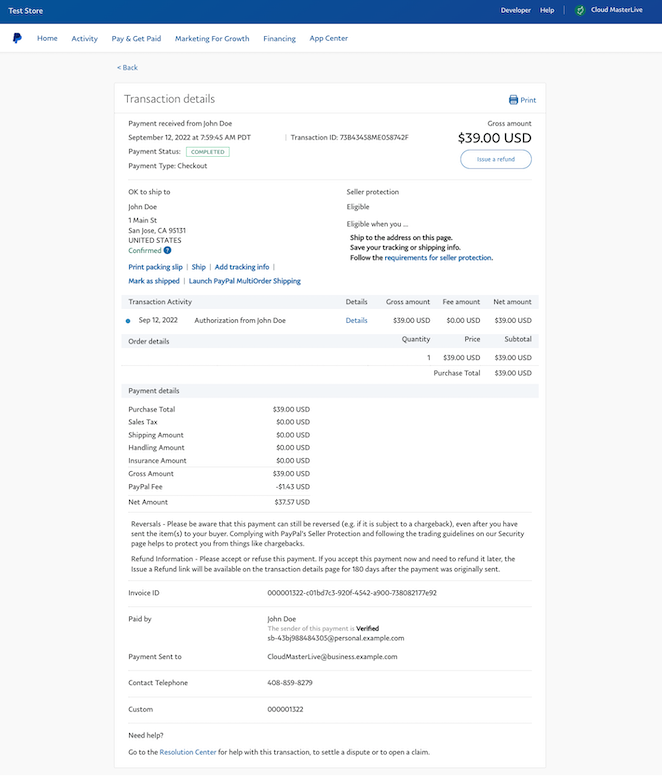 Test Store
Developer Help Cloud MasterLive
Home Activity Pay & Get Paid Marketing For Growth Financing App Center
< Back
Transaction details
Print
Payment received from John Doe
Gross amount
September 12, 2022 at 7:59:45 AM PDT | Transaction ID: 73B43458ME058742F
$39.00 USD
Payment Status: COMPLETED
Issue a refund
Payment Type: Checkout
OK to ship to
Seller protection
John Doe
Eligible
1 Main St
San Jose, CA 95131
UNITED STATES
Confirmed ?
Eligible when you ...
Ship to the address on this page.
Save your tracking or shipping info.
Follow the requirements for seller protection.
Print packing slip | Ship | Add tracking info |
Mark as shipped | Launch PayPal MultiOrder Shipping
Transaction Activity Details Gross amount Fee amount Net amount
Sep 12, 2022 Authorization from John Doe Details $39.00 USD $0.00 USD $39.00 USD
Order details Quantity Price Subtotal
1 $39.00 USD $39.00 USD
Purchase Total $39.00 USD
Payment details
Purchase Total $39.00 USD
Sales Tax $0.00 USD
Shipping Amount $0.00 USD
Handling Amount $0.00 USD
Insurance Amount $0.00 USD
Gross Amount $39.00 USD
PayPal Fee -$1.43 USD
Net Amount $37.57 USD
Reversals - Please be aware that this payment can still be reversed (e.g. if it is subject to a chargeback), even after you have
sent the item(s) to your buyer. Complying with PayPal's Seller Protection and following the trading guidelines on our Security
page helps to protect you from things like chargebacks.
Refund Information - Please accept or refuse this payment. If you accept this payment now and need to refund it later, the
Issue a Refund link will be available on the transaction details page for 180 days after the payment was originally sent.
Invoice ID 000001322-c01bd7c3-920f-4542-a900-738082177e92
Paid by John Doe
The sender of this payment is Verified
sb-43bj988484305@personal.example.com
Payment Sent to CloudMasterLive@business.example.com
Contact Telephone 408-859-8279
Custom 000001322
Need help?
Go to the Resolution Center for help with this transaction, to settle a dispute or to open a claim.